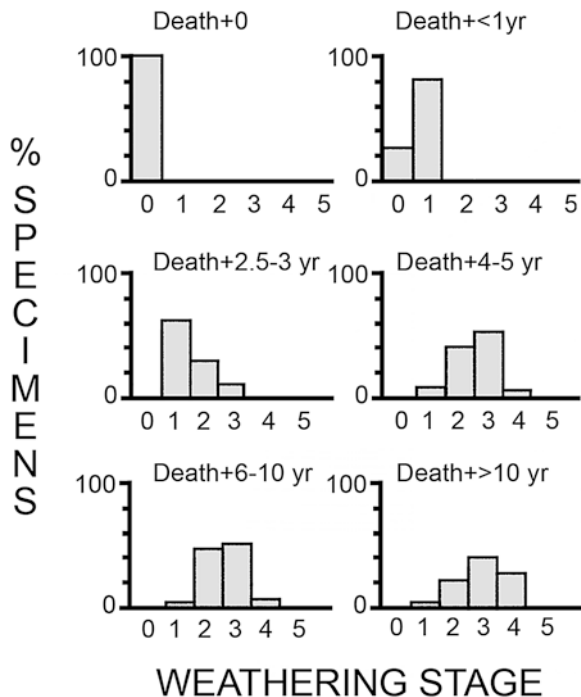 Death+0
100
0
0 1 2 3 4 5
Death+<1yr
100
0
0 1 2 3 4 5
% SPECIMENS
Death+2.5-3 yr
100
0
0 1 2 3 4 5
Death+4-5 yr
100
0
0 1 2 3 4 5
Death+6-10 yr
100
0
0 1 2 3 4 5
Death+>10 yr
100
0
0 1 2 3 4 5
WEATHERING STAGE